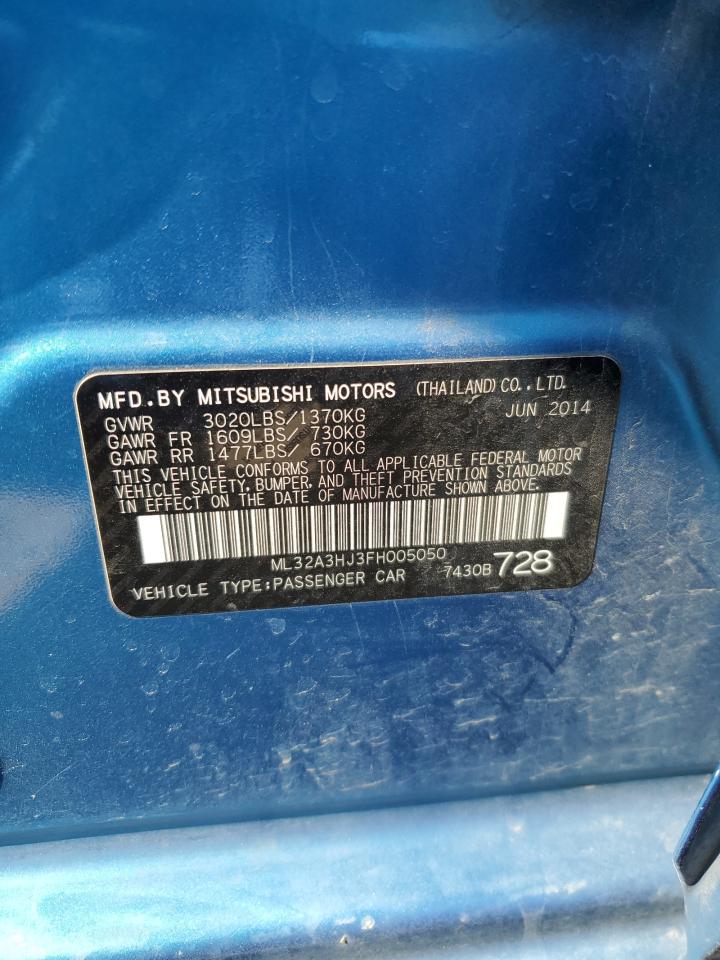 MFD.BY MITSUBISHI MOTORS (THAILAND) CO.,LTD.
GVWR 3020LBS/1370KG JUN 2014
GAWR FR 1609LBS/ 730KG
GAWR RR 1477LBS/ 670KG
THIS VEHICLE CONFORMS TO ALL APPLICABLE FEDERAL MOTOR
VEHICLE SAFETY, BUMPER, AND THEFT PREVENTION STANDARDS
IN EFFECT ON THE DATE OF MANUFACTURE SHOWN ABOVE.
ML32A3HJ3FH005050
VEHICLE TYPE:PASSENGER CAR 7430B 728